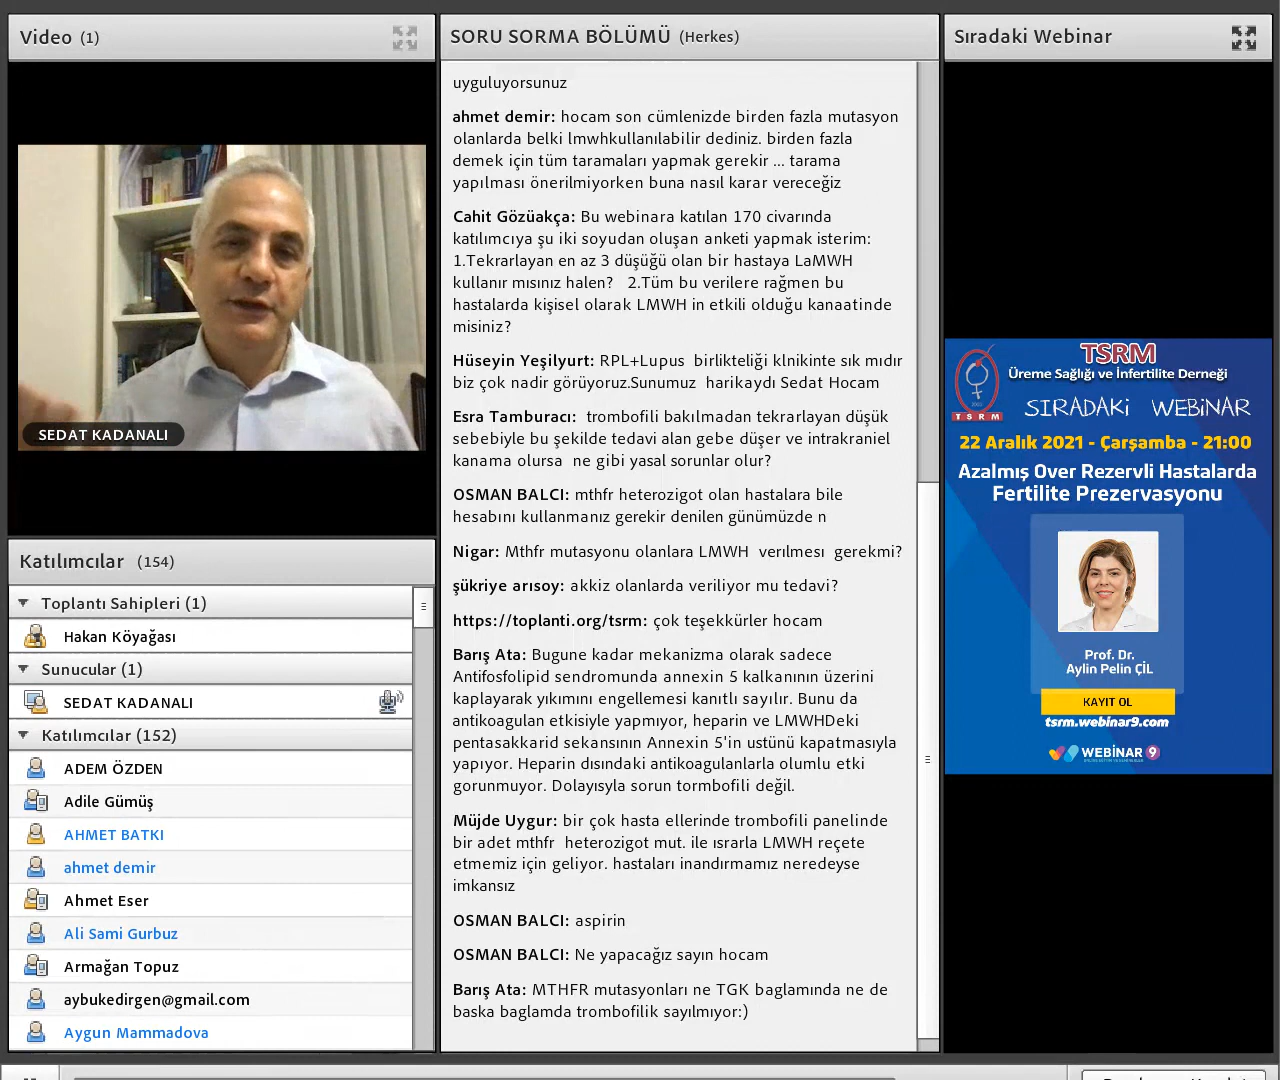 Video (1)
SEDAT KADANALI
Katılımcılar (154)
Toplantı Sahipleri (1)
Hakan Köyağası
Sunucular (1)
SEDAT KADANALI
Katılımcılar (152)
ADEM ÖZDEN
Adile Gümüş
AHMET BATKI
ahmet demir
Ahmet Eser
Ali Sami Gurbuz
Armağan Topuz
aybukedirgen@gmail.com
Aygun Mammadova
SORU SORMA BÖLÜMÜ (Herkes)
uyguluyorsunuz
ahmet demir: hocam son cümlenizde birden fazla mutasyon
olanlarda belki lmwhkullanılabilir dediniz. birden fazla
demek için tüm taramaları yapmak gerekir ... tarama
yapılması önerilmiyorken buna nasıl karar vereceğiz
Cahit Gözüakça: Bu webinara katılan 170 civarında
katılımcıya şu iki soyudan oluşan anketi yapmak isterim:
1.Tekrarlayan en az 3 düşüğü olan bir hastaya LaMWH
kullanır mısınız halen? 2.Tüm bu verilere rağmen bu
hastalarda kişisel olarak LMWH in etkili olduğu kanaatinde
misiniz?
Hüseyin Yeşilyurt: RPL+Lupus birlikteliği klnikinte sık mıdır
biz çok nadir görüyoruz.Sunumuz harikaydı Sedat Hocam
Esra Tamburacı: trombofili bakılmadan tekrarlayan düşük
sebebiyle bu şekilde tedavi alan gebe düşer ve intrakraniel
kanama olursa ne gibi yasal sorunlar olur?
OSMAN BALCI: mthfr heterozigot olan hastalara bile
hesabını kullanmanız gerekir denilen günümüzde n
Nigar: Mthfr mutasyonu olanlara LMWH verılmesı gerekmi?
şükriye arısoy: akkiz olanlarda veriliyor mu tedavi?
https://toplanti.org/tsrm: çok teşekkürler hocam
Barış Ata: Bugune kadar mekanizma olarak sadece
Antifosfolipid sendromunda annexin 5 kalkanının üzerini
kaplayarak yıkımını engellemesi kanıtlı sayılır. Bunu da
antikoagulan etkisiyle yapmıyor, heparin ve LMWHDeki
pentasakkarid sekansının Annexin 5'in ustünü kapatmasıyla
yapıyor. Heparin dısındaki antikoagulanlarla olumlu etki
gorunmuyor. Dolayısyla sorun tormbofili değil.
Müjde Uygur: bir çok hasta ellerinde trombofili panelinde
bir adet mthfr heterozigot mut. ile ısrarla LMWH reçete
etmemiz için geliyor. hastaları inandırmamız neredeyse
imkansız
OSMAN BALCI: aspirin
OSMAN BALCI: Ne yapacağız sayın hocam
Barış Ata: MTHFR mutasyonları ne TGK baglamında ne de
baska baglamda trombofilik sayılmıyor:)
Sıradaki Webinar
TSRM
Üreme Sağlığı ve İnfertilite Derneği
TSRM
SIRADAKİ WEBİNAR
22 Aralık 2021 - Çarşamba - 21:00
Azalmış Over Rezervli Hastalarda
Fertilite Prezervasyonu
Prof. Dr.
Aylin Pelin ÇİL
KAYIT OL
tsrm.webinar9.com
WEBİNAR 9